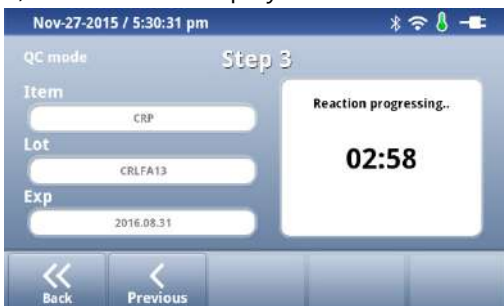 Nov-27-2015 / 5:30:31 pm
QC mode
Step 3
Item
CRP
Lot
CRLFA13
Exp
2016.08.31
Reaction progressing..
02:58
Back
Previous